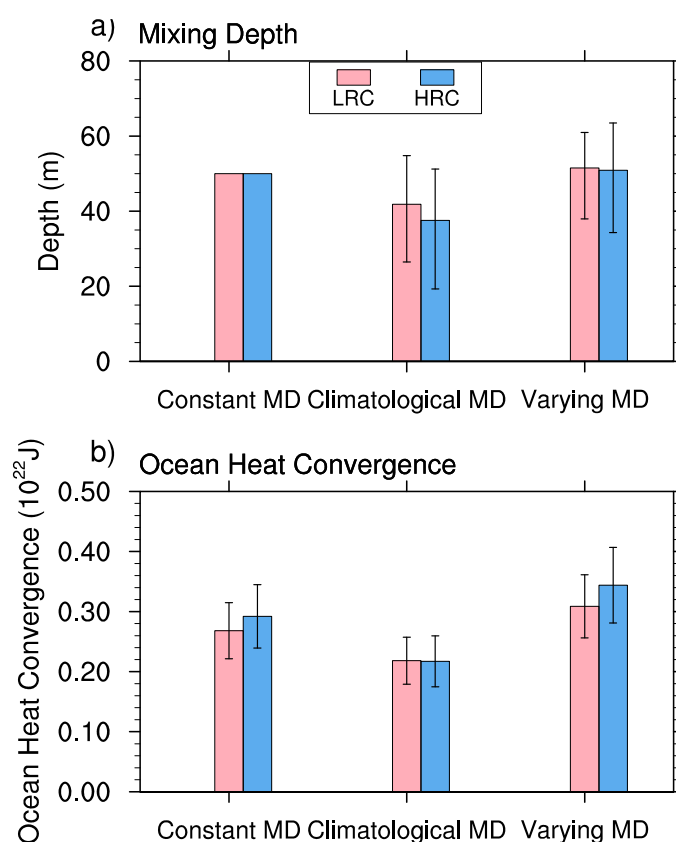 a) Mixing Depth
80
60
40
20
0
Depth (m)
LRC HRC
Constant MD Climatological MD Varying MD
b) Ocean Heat Convergence
0.50
0.40
0.30
0.20
0.10
0.00
Ocean Heat Convergence (10²²J)
Constant MD Climatological MD Varying MD